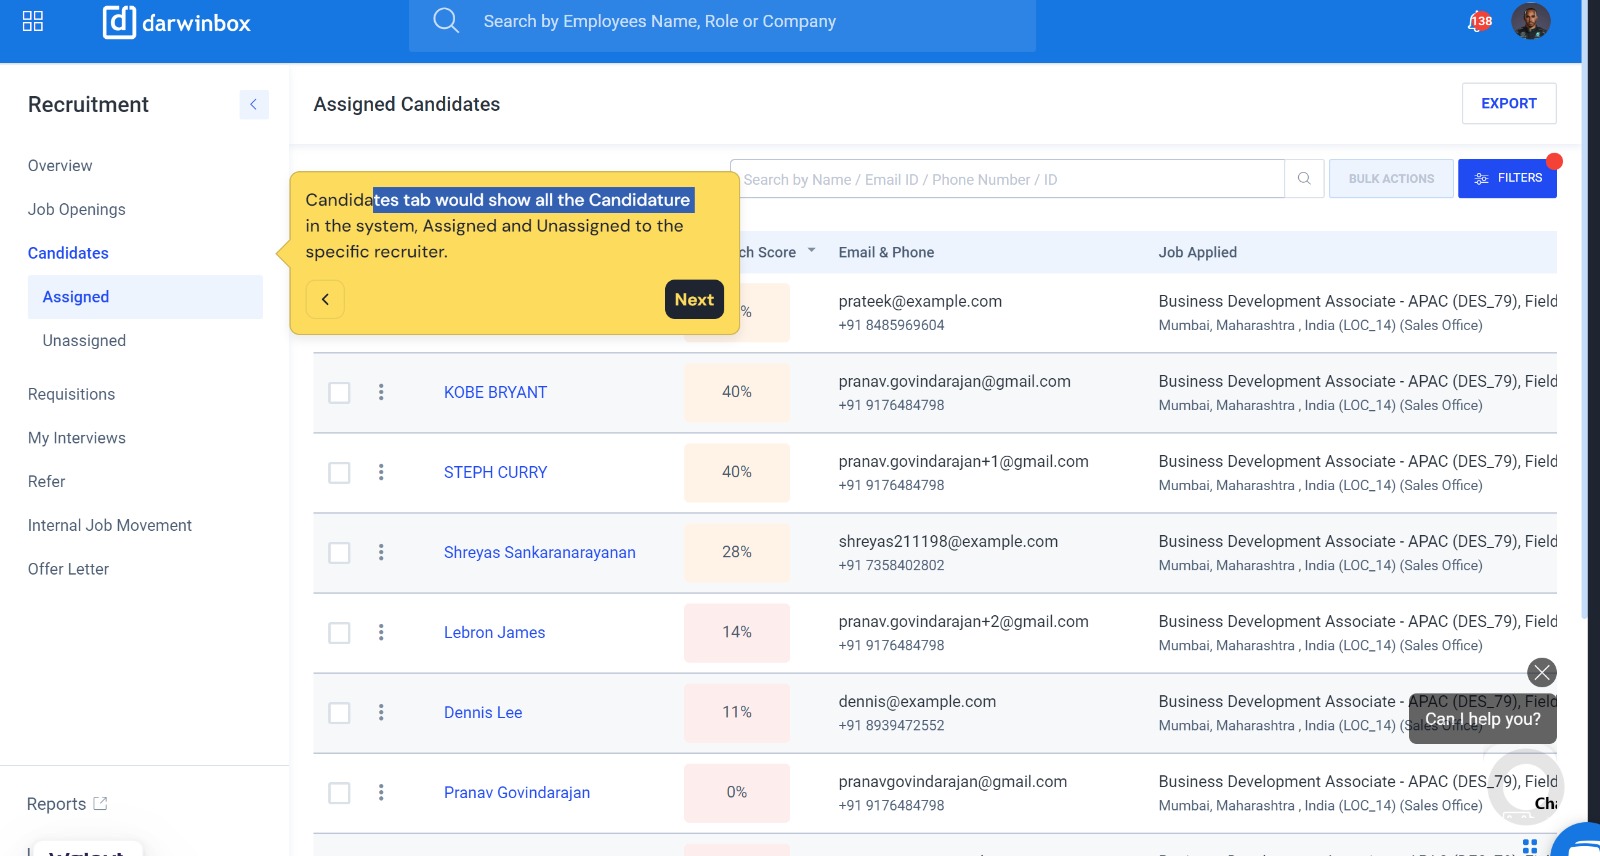 darwinbox
Search by Employees Name, Role or Company
138
Recruitment
Assigned Candidates
EXPORT
Overview
Job Openings
Candidates
Assigned
Unassigned
Requisitions
My Interviews
Refer
Internal Job Movement
Offer Letter
Reports
Search by Name / Email ID / Phone Number / ID
BULK ACTIONS
FILTERS
Candidates tab would show all the Candidature
in the system, Assigned and Unassigned to the
specific recruiter.
Next
ch Score
Email & Phone
Job Applied
%
prateek@example.com
+91 8485969604
Business Development Associate - APAC (DES_79), Field
Mumbai, Maharashtra , India (LOC_14) (Sales Office)
KOBE BRYANT
40%
pranav.govindarajan@gmail.com
+91 9176484798
Business Development Associate - APAC (DES_79), Field
Mumbai, Maharashtra , India (LOC_14) (Sales Office)
STEPH CURRY
40%
pranav.govindarajan+1@gmail.com
+91 9176484798
Business Development Associate - APAC (DES_79), Field
Mumbai, Maharashtra , India (LOC_14) (Sales Office)
Shreyas Sankaranarayanan
28%
shreyas211198@example.com
+91 7358402802
Business Development Associate - APAC (DES_79), Field
Mumbai, Maharashtra , India (LOC_14) (Sales Office)
Lebron James
14%
pranav.govindarajan+2@gmail.com
+91 9176484798
Business Development Associate - APAC (DES_79), Field
Mumbai, Maharashtra , India (LOC_14) (Sales Office)
Dennis Lee
11%
dennis@example.com
+91 8939472552
Business Development Associate - APAC (DES_79), Field
Mumbai, Maharashtra , India (LOC_14) (Sales Office)
Can I help you?
Pranav Govindarajan
0%
pranavgovindarajan@gmail.com
+91 9176484798
Business Development Associate - APAC (DES_79), Field
Mumbai, Maharashtra , India (LOC_14) (Sales Office)
Cha